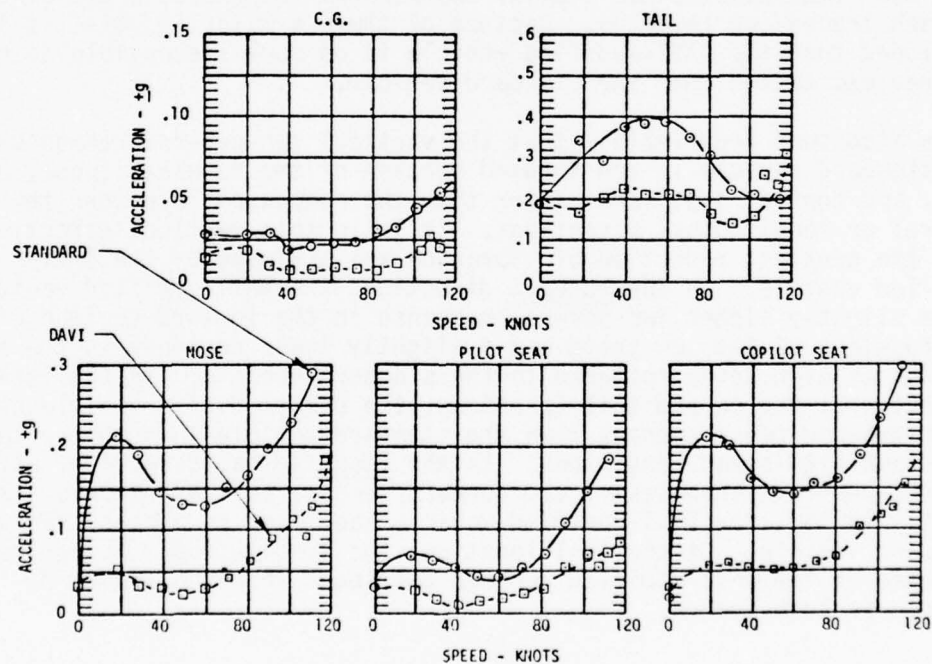 C.G.
TAIL
ACCELERATION - ±g
.15
.10
.05
0
0 40 80 120
.6
.5
.4
.3
.2
.1
0 40 80 120
SPEED - KNOTS
STANDARD
DAVI
NOSE
PILOT SEAT
COPILOT SEAT
ACCELERATION - ±g
.3
.2
.1
0
0 40 80 120
0 40 80 120
0 40 80 120
SPEED - KNOTS